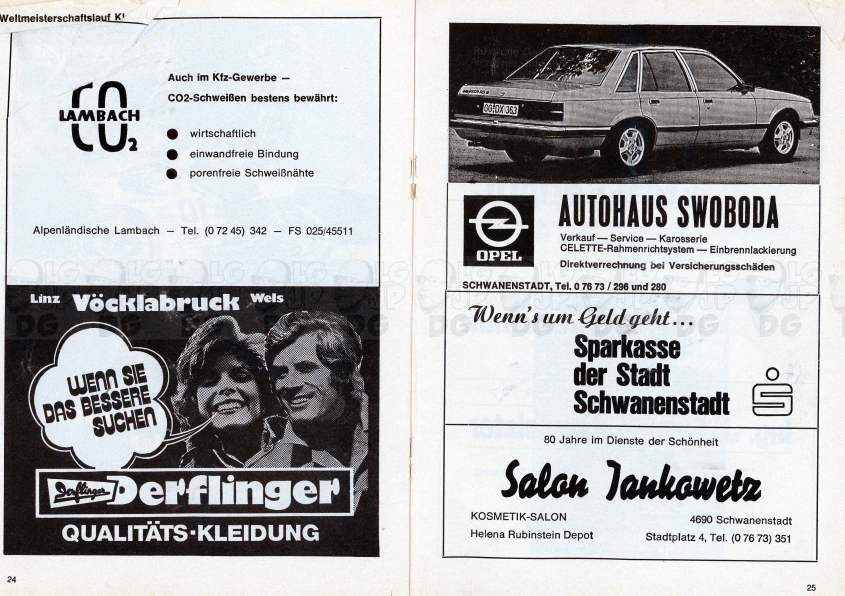 Weltmeisterschaftslauf
LAMBACH
CO2
Auch im Kfz-Gewerbe —
CO2-Schweißen bestens bewährt:
wirtschaftlich
einwandfreie Bindung
porenfreie Schweißnähte
Alpenländische Lambach — Tel. (0 72 45) 342 — FS 025/45511
Linz Vöcklabruck Wels
WENN SIE
DAS BESSERE
SUCHEN
Derflinger Derflinger
QUALITÄTS-KLEIDUNG
24
GG-DX 363
OPEL
AUTOHAUS SWOBODA
Verkauf — Service — Karosserie
CELETTE-Rahmenrichtsystem — Einbrennlackierung
Direktverrechnung bei Versicherungsschäden
SCHWANENSTADT, Tel. 0 76 73 / 296 und 280
Wenn's um Geld geht...
Sparkasse
der Stadt
Schwanenstadt
80 Jahre im Dienste der Schönheit
Salon Jankowetz
KOSMETIK-SALON
Helena Rubinstein Depot
4690 Schwanenstadt
Stadtplatz 4, Tel. (0 76 73) 351
25